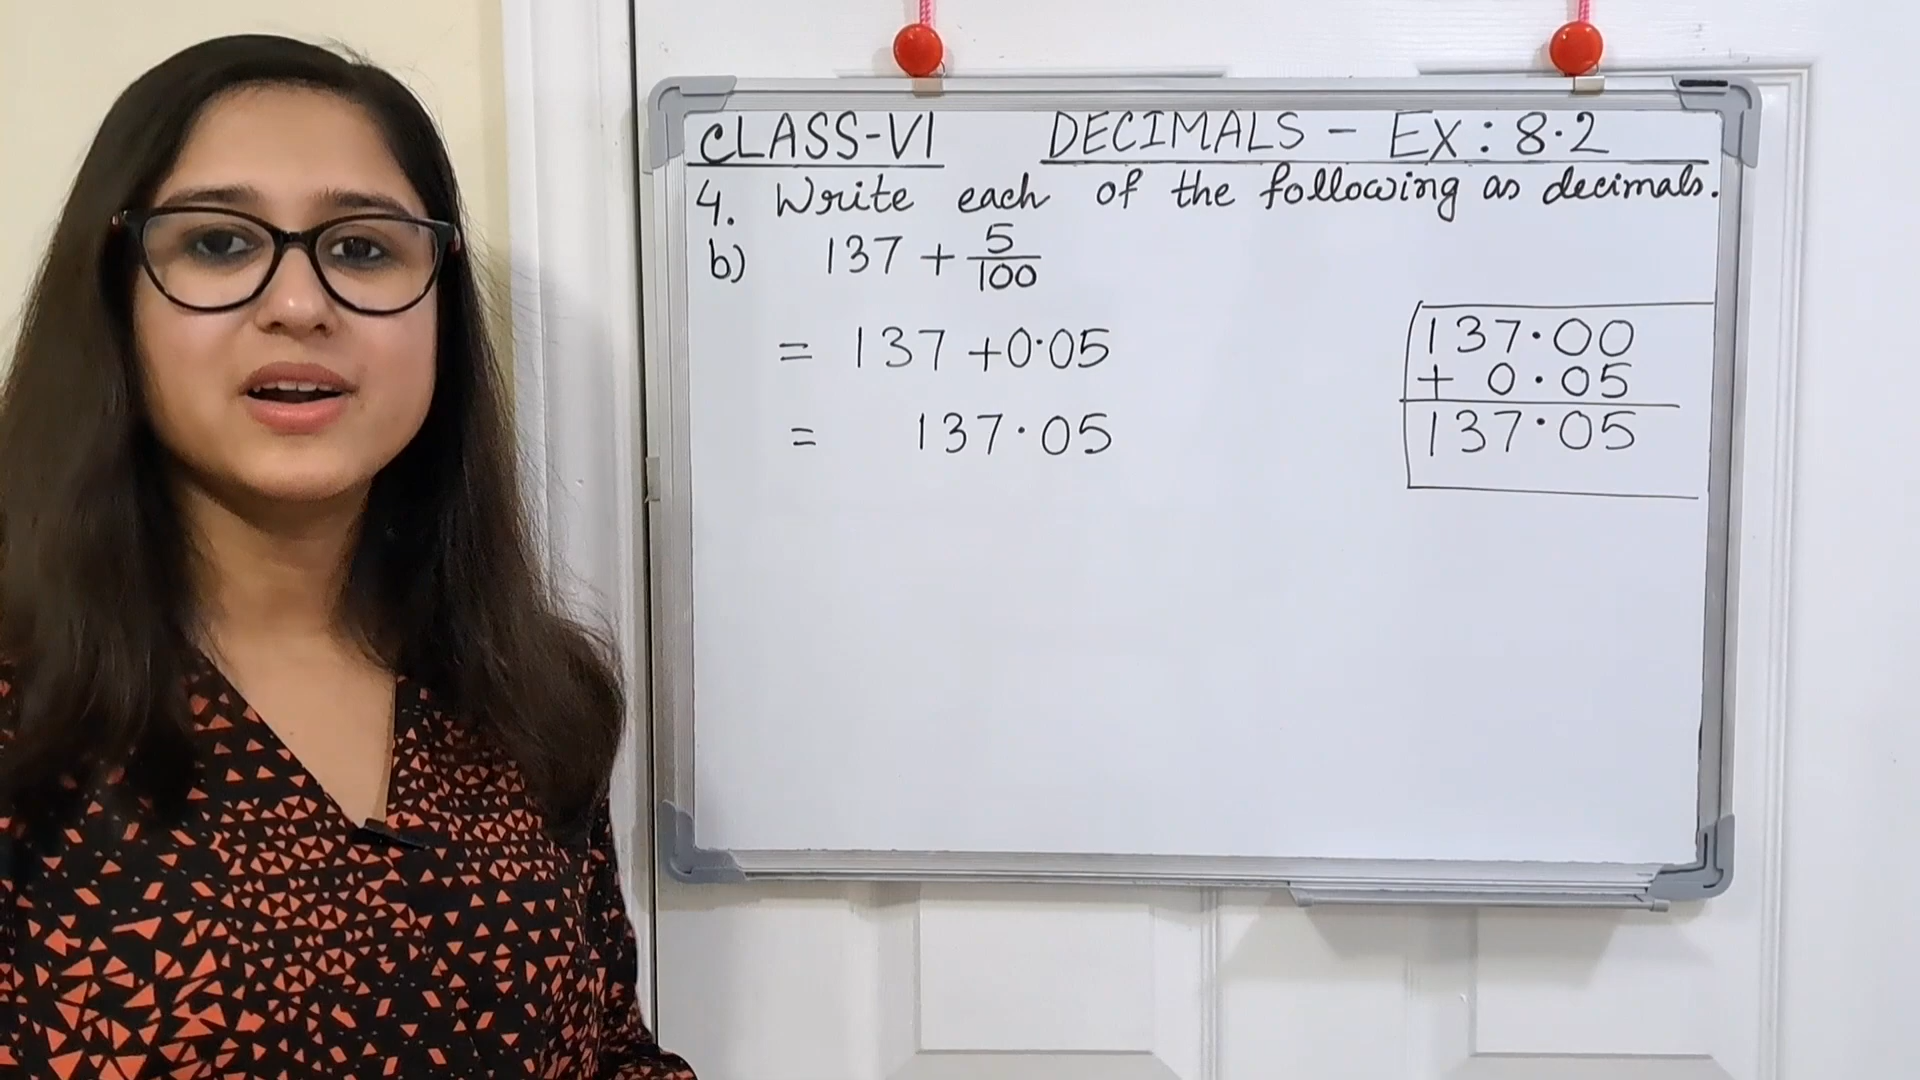 CLASS-VI DECIMALS - EX: 8.2
4. Write each of the following as decimals.
b) 137 + 5/100
= 137 + 0.05
= 137.05
137.00
+ 0.05
137.05